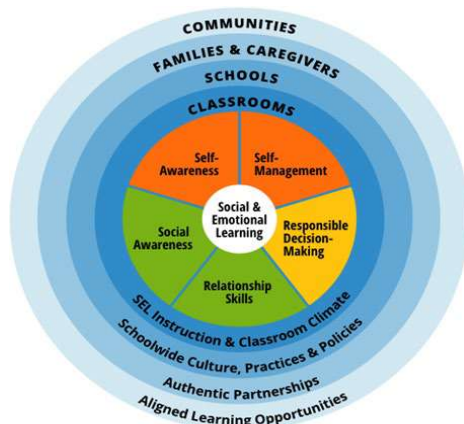 COMMUNITIES
FAMILIES & CAREGIVERS
SCHOOLS
CLASSROOMS
Self-
Awareness
Self-
Management
Social &
Emotional
Learning
Social
Awareness
Responsible
Decision-
Making
Relationship
Skills
SEL Instruction & Classroom Climate
Schoolwide Culture, Practices & Policies
Authentic Partnerships
Aligned Learning Opportunities